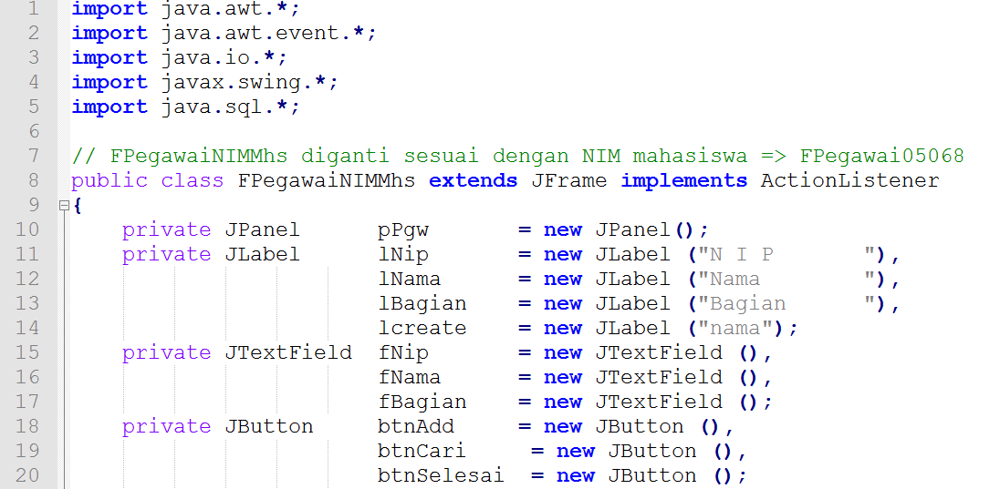 1 import java.awt.*;
2 import java.awt.event.*;
3 import java.io.*;
4 import javax.swing.*;
5 import java.sql.*;
6
7 // FPegawaiNIMMhs diganti sesuai dengan NIM mahasiswa => FPegawai05068
8 public class FPegawaiNIMMhs extends JFrame implements ActionListener
9 {
10     private JPanel      pPgw       = new JPanel();
11     private JLabel      lNip       = new JLabel ("N I P       "),
12                         lNama      = new JLabel ("Nama        "),
13                         lBagian    = new JLabel ("Bagian      "),
14                         lcreate    = new JLabel ("nama");
15     private JTextField  fNip       = new JTextField (),
16                         fNama      = new JTextField (),
17                         fBagian    = new JTextField ();
18     private JButton     btnAdd     = new JButton (),
19                         btnCari     = new JButton (),
20                         btnSelesai  = new JButton ();